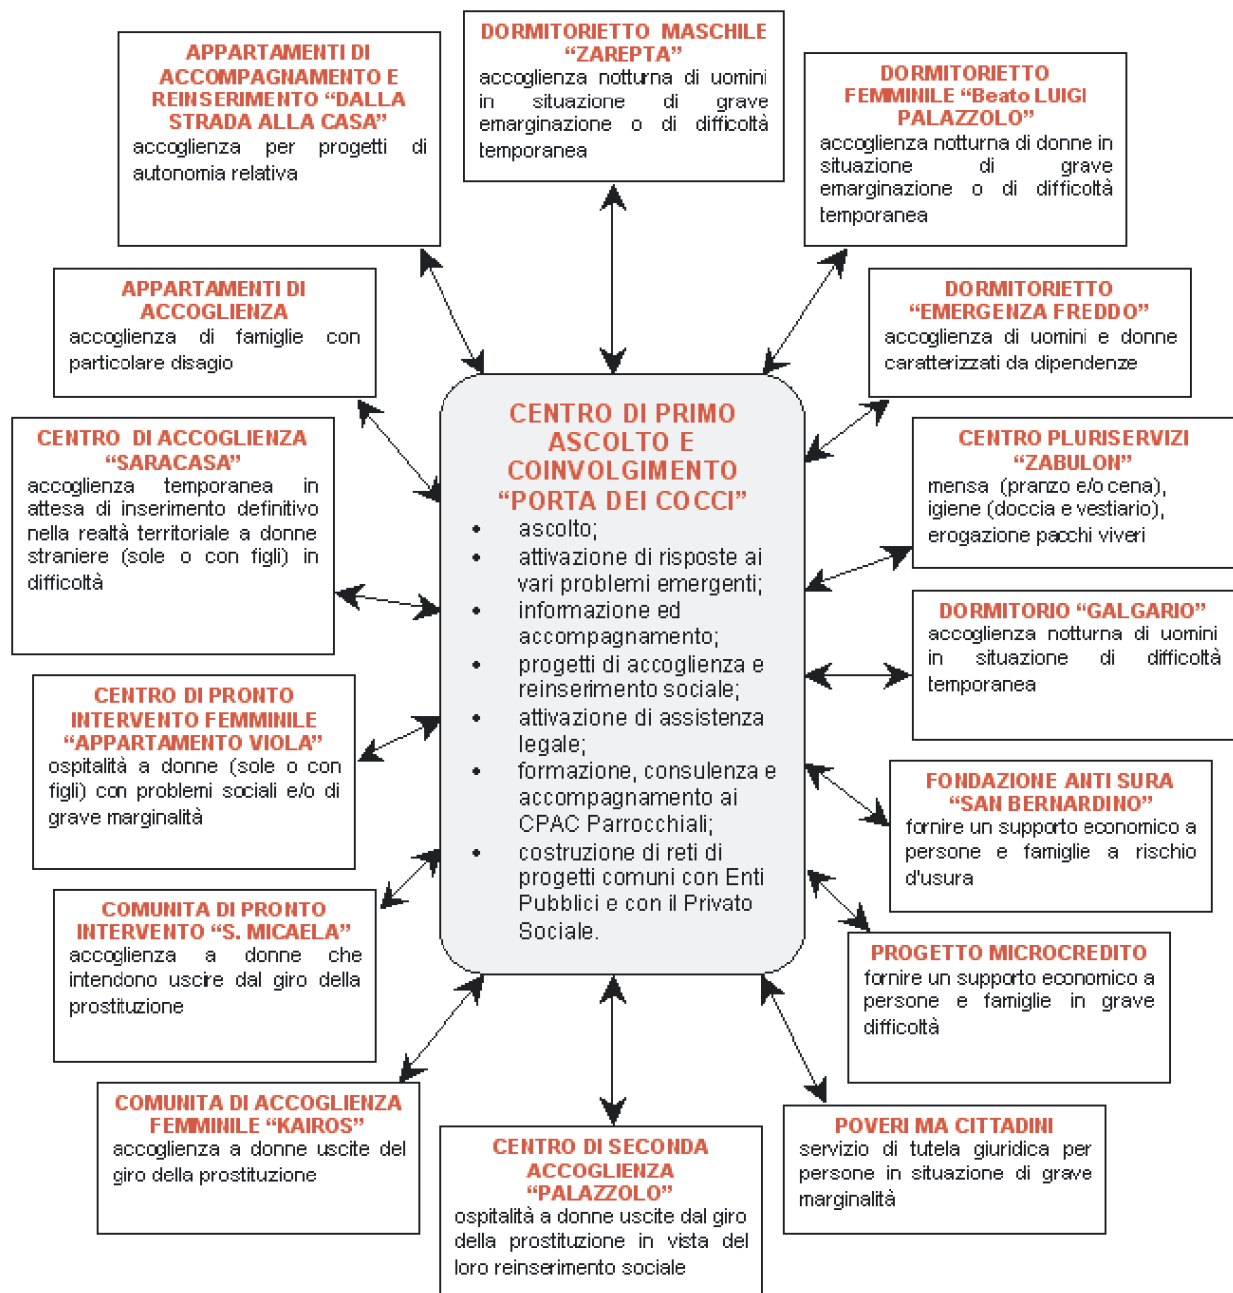 APPARTAMENTI DI
ACCOMPAGNAMENTO E
REINSERIMENTO “DALLA
STRADA ALLA CASA”
accoglienza per progetti di
autonomia relativa
DORMITORIETTO MASCHILE
“ZAREPTA”
accoglienza notturna di uomini
in situazione di grave
emarginazione o di difficoltà
temporanea
DORMITORIETTO
FEMMINILE “Beato LUIGI
PALAZZOLO”
accoglienza notturna di donne in
situazione di grave
emarginazione o di difficoltà
temporanea
APPARTAMENTI DI
ACCOGLIENZA
accoglienza di famiglie con
particolare disagio
DORMITORIETTO
“EMERGENZA FREDDO”
accoglienza di uomini e donne
caratterizzati da dipendenze
CENTRO DI ACCOGLIENZA
“SARACASA”
accoglienza temporanea in
attesa di inserimento definitivo
nella realtà territoriale a donne
straniere (sole o con figli) in
difficoltà
CENTRO DI PRIMO
ASCOLTO E
COINVOLGIMENTO
“PORTA DEI COCCI”
• ascolto;
• attivazione di risposte ai
vari problemi emergenti;
• informazione ed
accompagnamento;
• progetti di accoglienza e
reinserimento sociale;
• attivazione di assistenza
legale;
• formazione, consulenza e
accompagnamento ai
CPAC Parrocchiali;
• costruzione di reti di
progetti comuni con Enti
Pubblici e con il Privato
Sociale.
CENTRO PLURISERVIZI
“ZABULON”
mensa (pranzo e/o cena),
igiene (doccia e vestiario),
erogazione pacchi viveri
DORMITORIO “GALGARIO”
accoglienza notturna di uomini
in situazione di difficoltà
temporanea
CENTRO DI PRONTO
INTERVENTO FEMMINILE
“APPARTAMENTO VIOLA”
ospitalità a donne (sole o con
figli) con problemi sociali e/o di
grave marginalità
FONDAZIONE ANTI SURA
“SAN BERNARDINO”
fornire un supporto economico a
persone e famiglie a rischio
d'usura
COMUNITA DI PRONTO
INTERVENTO “S. MICAELA”
accoglienza a donne che
intendono uscire dal giro della
prostituzione
PROGETTO MICROCREDITO
fornire un supporto economico a
persone e famiglie in grave
difficoltà
COMUNITA DI ACCOGLIENZA
FEMMINILE “KAIROS”
accoglienza a donne uscite del
giro della prostituzione
CENTRO DI SECONDA
ACCOGLIENZA
“PALAZZOLO”
ospitalità a donne uscite dal giro
della prostituzione in vista del
loro reinserimento sociale
POVERI MA CITTADINI
servizio di tutela giuridica per
persone in situazione di grave
marginalità